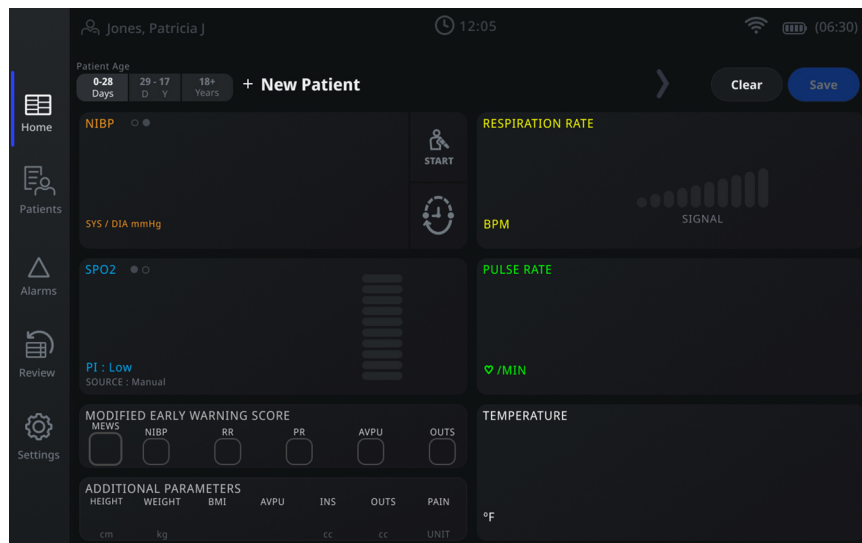 Jones, Patricia J
12:05
(06:30)
Patient Age
0-28 Days
29 - 17 D Y
18+ Years
+ New Patient
Clear
Save
Home
Patients
Alarms
Review
Settings
NIBP
START
SYS / DIA mmHg
RESPIRATION RATE
BPM
SIGNAL
SPO2
PI : Low
SOURCE : Manual
PULSE RATE
/MIN
MODIFIED EARLY WARNING SCORE
MEWS NIBP RR PR AVPU OUTS
ADDITIONAL PARAMETERS
HEIGHT WEIGHT BMI AVPU INS OUTS PAIN
cm kg cc cc UNIT
TEMPERATURE
°F